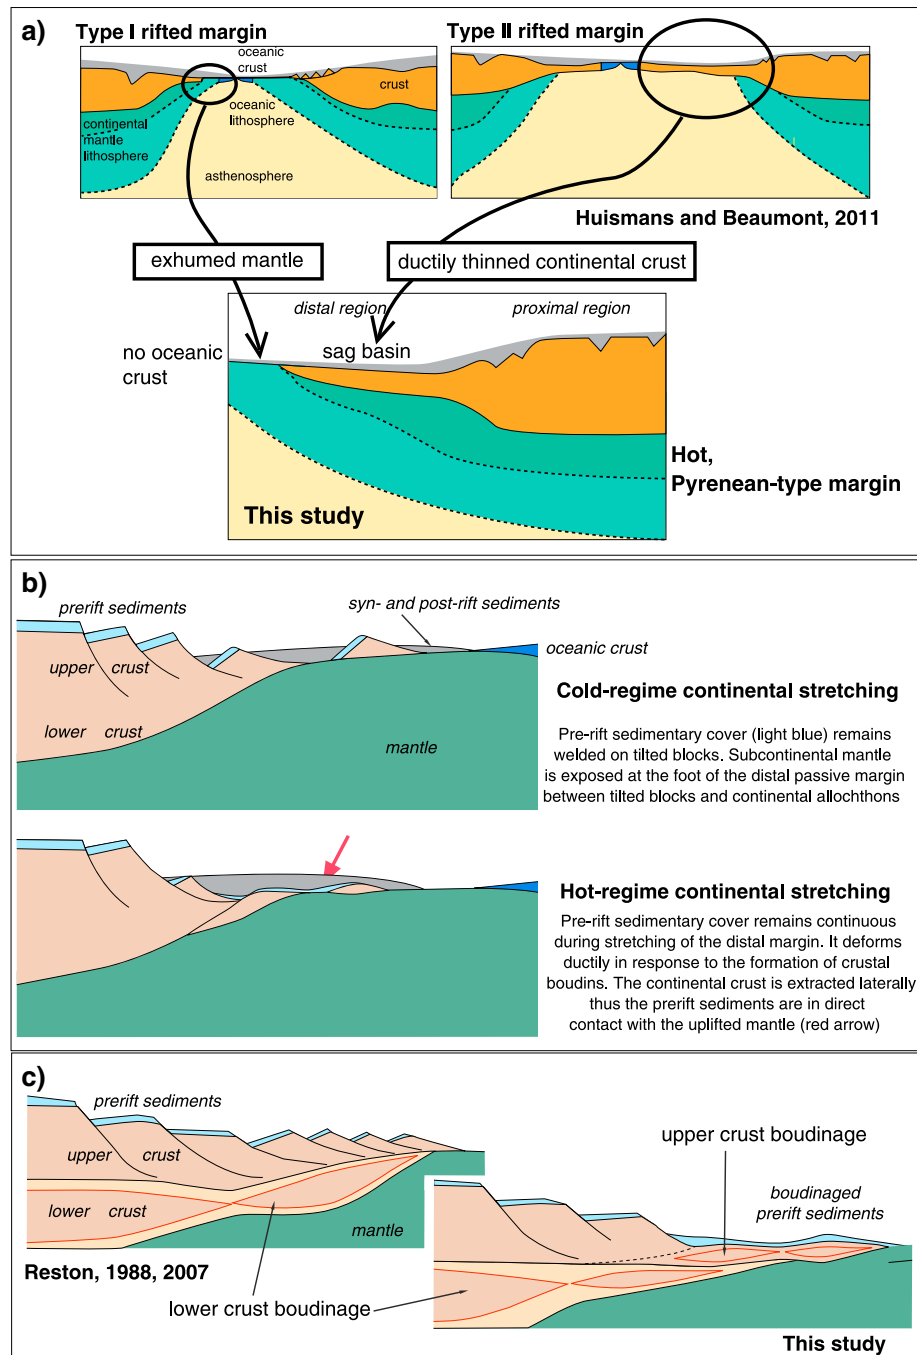 a)
Type I rifted margin
Type II rifted margin
oceanic
crust
crust
oceanic
lithosphere
continental
mantle
lithosphere
asthenosphere
Huismans and Beaumont, 2011
exhumed mantle
ductily thinned continental crust
distal region
proximal region
no oceanic
crust
sag basin
Hot,
Pyrenean-type margin
This study
b)
prerift sediments
syn- and post-rift sediments
oceanic crust
upper crust
lower crust
mantle
Cold-regime continental stretching
Pre-rift sedimentary cover (light blue) remains
welded on tilted blocks. Subcontinental mantle
is exposed at the foot of the distal passive margin
between tilted blocks and continental allochthons
Hot-regime continental stretching
Pre-rift sedimentary cover remains continuous
during stretching of the distal margin. It deforms
ductily in response to the formation of crustal
boudins. The continental crust is extracted laterally
thus the prerift sediments are in direct
contact with the uplifted mantle (red arrow)
c)
prerift sediments
upper crust
lower crust
mantle
Reston, 1988, 2007
lower crust boudinage
upper crust boudinage
boudinaged
prerift sediments
This study